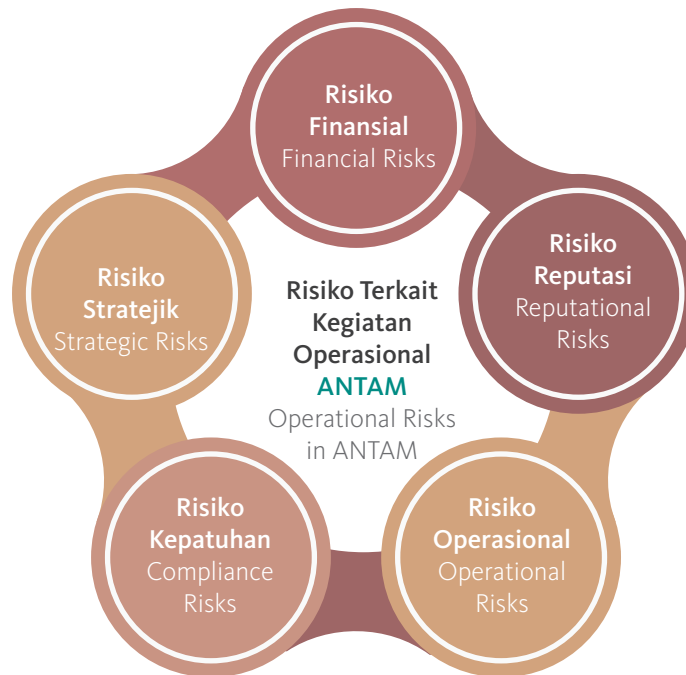 Risiko
Finansial
Financial Risks
Risiko
Reputasi
Reputational
Risks
Risiko
Stratejik
Strategic Risks
Risiko Terkait
Kegiatan
Operasional
ANTAM
Operational Risks
in ANTAM
Risiko
Kepatuhan
Compliance
Risks
Risiko
Operasional
Operational
Risks